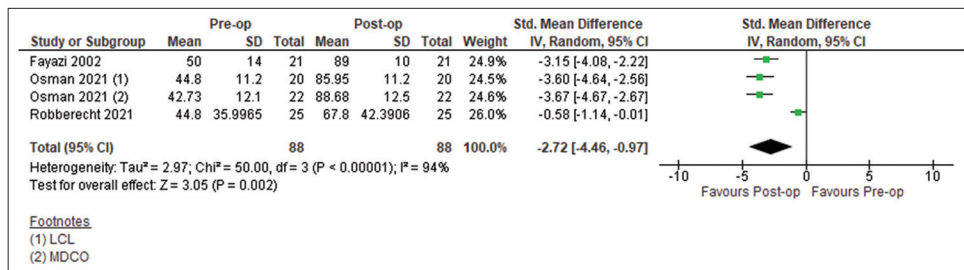 Pre-op Post-op Std. Mean Difference Std. Mean Difference
Study or Subgroup Mean SD Total Mean SD Total Weight IV, Random, 95% CI IV, Random, 95% CI
Fayazi 2002 50 14 21 89 10 21 24.9% -3.15 [-4.08, -2.22]
Osman 2021 (1) 44.8 11.2 20 85.95 11.2 20 24.5% -3.60 [-4.64, -2.56]
Osman 2021 (2) 42.73 12.1 22 88.68 12.5 22 24.6% -3.67 [-4.67, -2.67]
Robberecht 2021 44.8 35.9965 25 67.8 42.3906 25 26.0% -0.58 [-1.14, -0.01]
Total (95% CI) 88 88 100.0% -2.72 [-4.46, -0.97]
Heterogeneity: Tau² = 2.97; Chi² = 50.00, df = 3 (P < 0.00001); I² = 94%
Test for overall effect: Z = 3.05 (P = 0.002)
-10 -5 0 5 10
Favours Post-op Favours Pre-op
Footnotes
(1) LCL
(2) MDCO